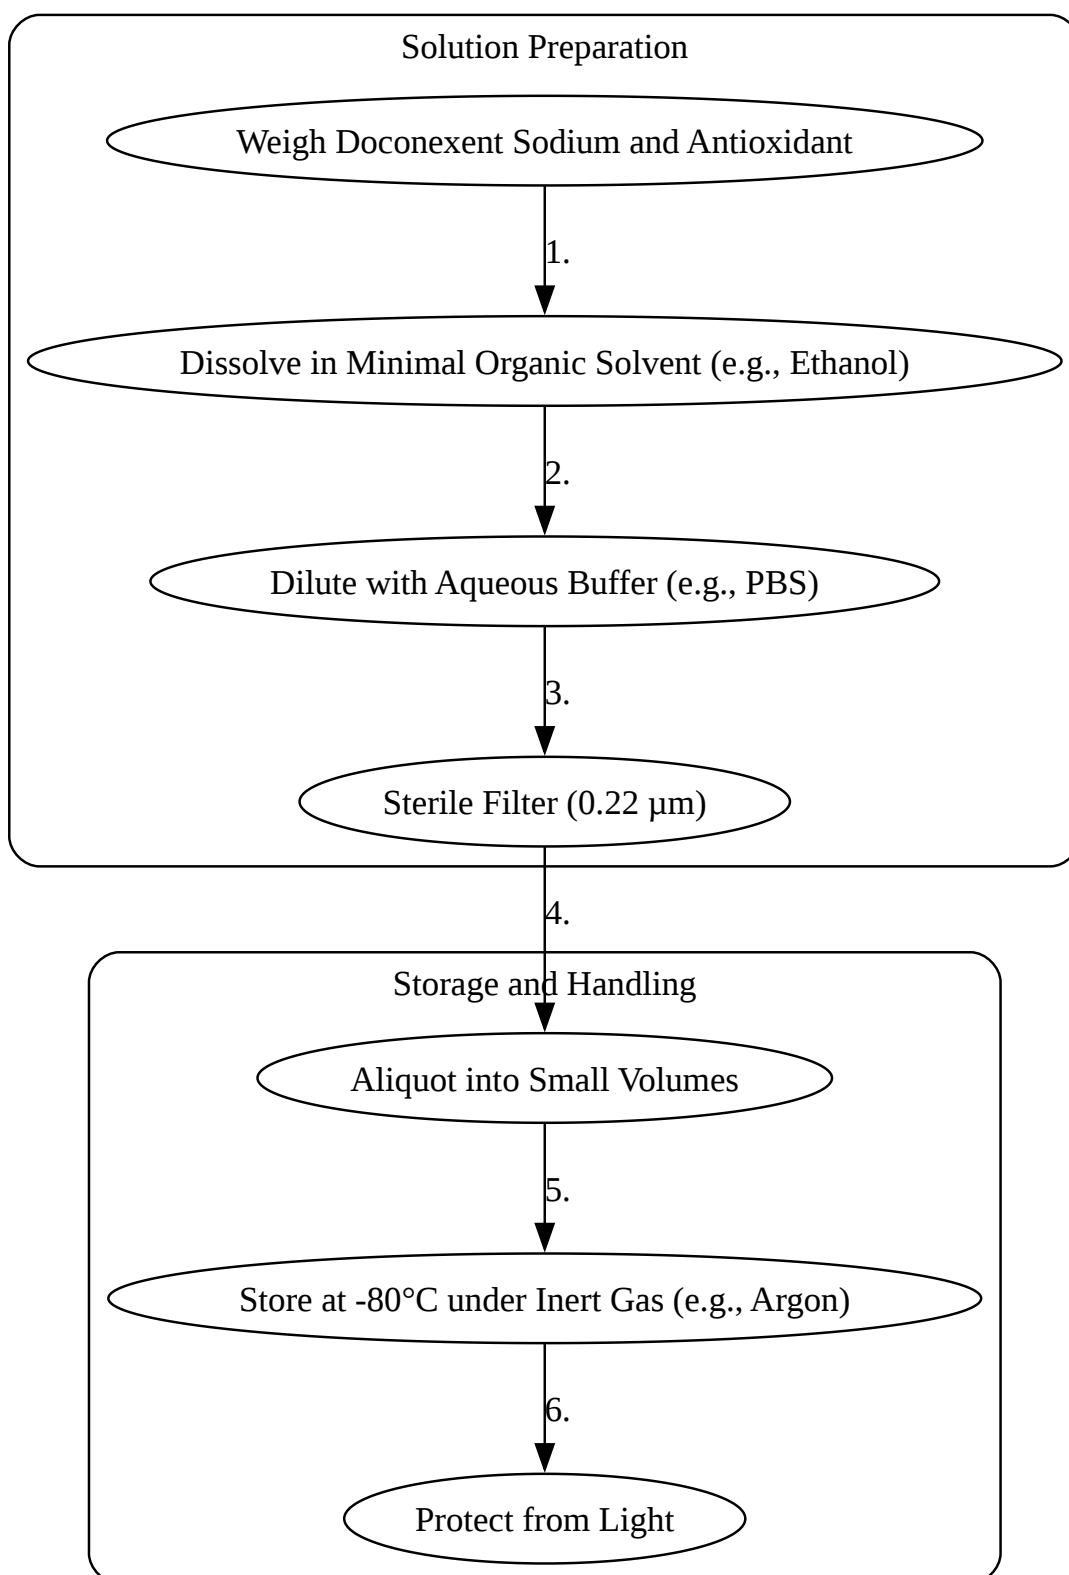 Solution Preparation
Weigh Doconexent Sodium and Antioxidant
1.
Dissolve in Minimal Organic Solvent (e.g., Ethanol)
2.
Dilute with Aqueous Buffer (e.g., PBS)
3.
Sterile Filter (0.22 µm)
4.
Storage and Handling
Aliquot into Small Volumes
5.
Store at -80°C under Inert Gas (e.g., Argon)
6.
Protect from Light